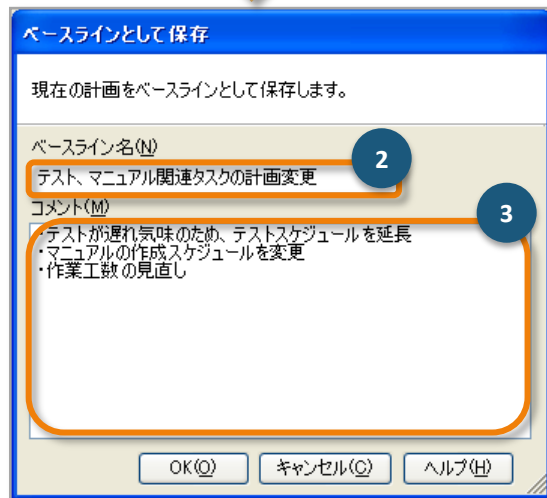 ベースラインとして保存
現在の計画をベースラインとして保存します。
ベースライン名(N)
2
テスト、マニュアル関連タスクの計画変更
コメント(M)
3
・テストが遅れ気味のため、テストスケジュールを延長
・マニュアルの作成スケジュールを変更
・作業工数の見直し
OK(O) キャンセル(C) ヘルプ(H)